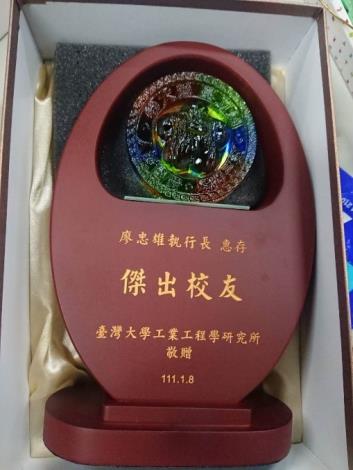 廖忠雄執行長 惠存
傑出校友
臺灣大學工業工程學研究所
敬贈
111.1.8